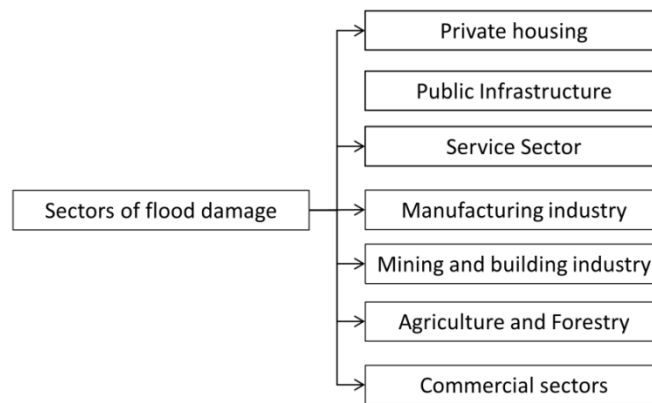 Private housing
Public Infrastructure
Service Sector
Sectors of flood damage
Manufacturing industry
Mining and building industry
Agriculture and Forestry
Commercial sectors